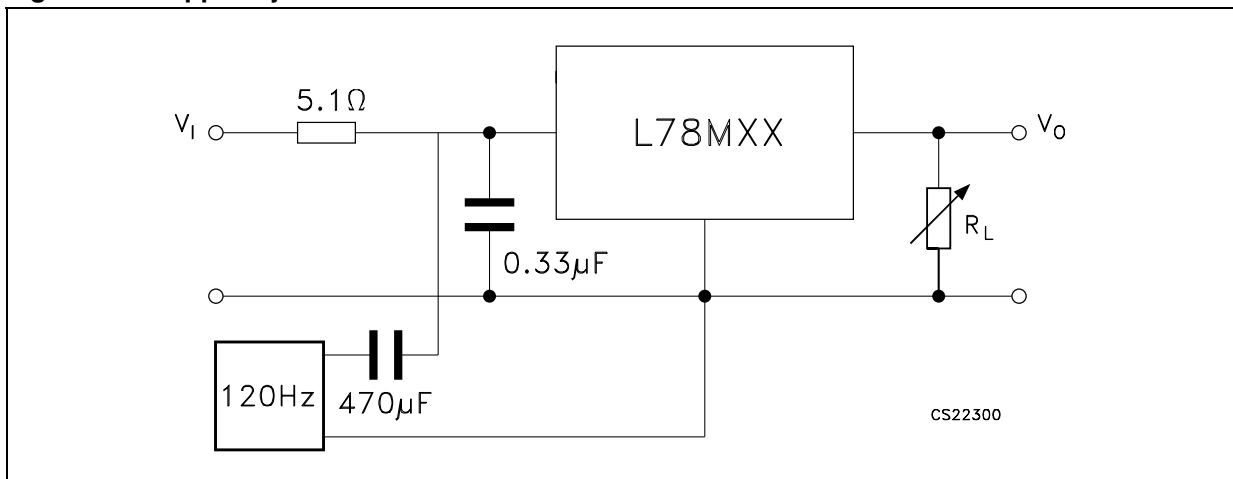 5.1Ω
V_I
L78MXX
V_O
R_L
0.33µF
120Hz
470µF
CS22300